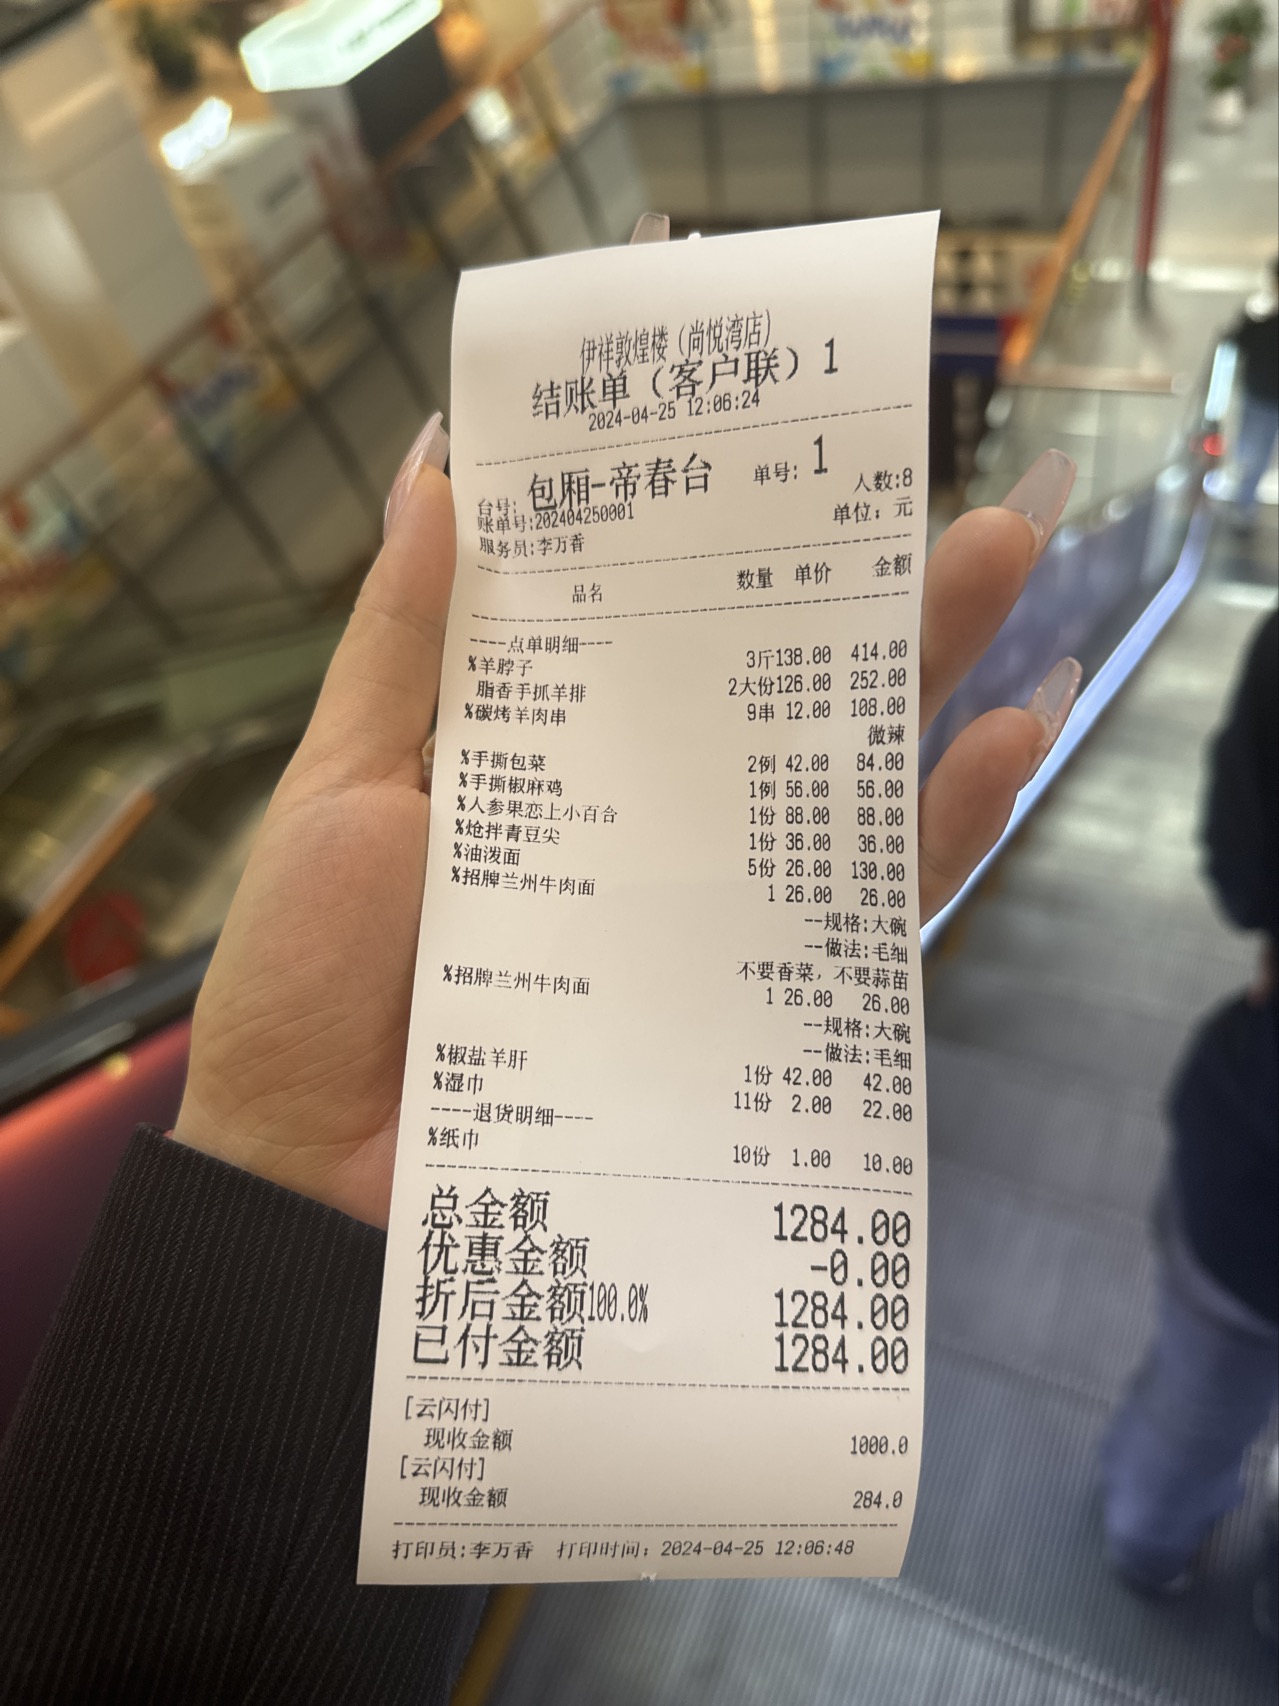 伊祥敦煌楼（尚悦湾店）
结账单（客户联）1
2024-04-25 12:06:24
台号: 包厢-帝春台 单号: 1 人数:8
账单号:202404250001 单位: 元
服务员:李万香
品名 数量 单价 金额
----点单明细----
%羊脖子 3斤138.00 414.00
脂香手抓羊排 2大份126.00 252.00
%碳烤羊肉串 9串 12.00 108.00
微辣
%手撕包菜 2例 42.00 84.00
%手撕椒麻鸡 1例 56.00 56.00
%人参果恋上小百合 1份 88.00 88.00
%炝拌青豆尖 1份 36.00 36.00
%油泼面 5份 26.00 130.00
%招牌兰州牛肉面 1 26.00 26.00
--规格:大碗
--做法:毛细
不要香菜, 不要蒜苗
%招牌兰州牛肉面 1 26.00 26.00
--规格:大碗
--做法:毛细
%椒盐羊肝 1份 42.00 42.00
%湿巾 11份 2.00 22.00
----退货明细----
%纸巾 10份 1.00 10.00
总金额 1284.00
优惠金额 -0.00
折后金额100.0% 1284.00
已付金额 1284.00
[云闪付]
现收金额 1000.0
[云闪付]
现收金额 284.0
打印员:李万香 打印时间: 2024-04-25 12:06:48